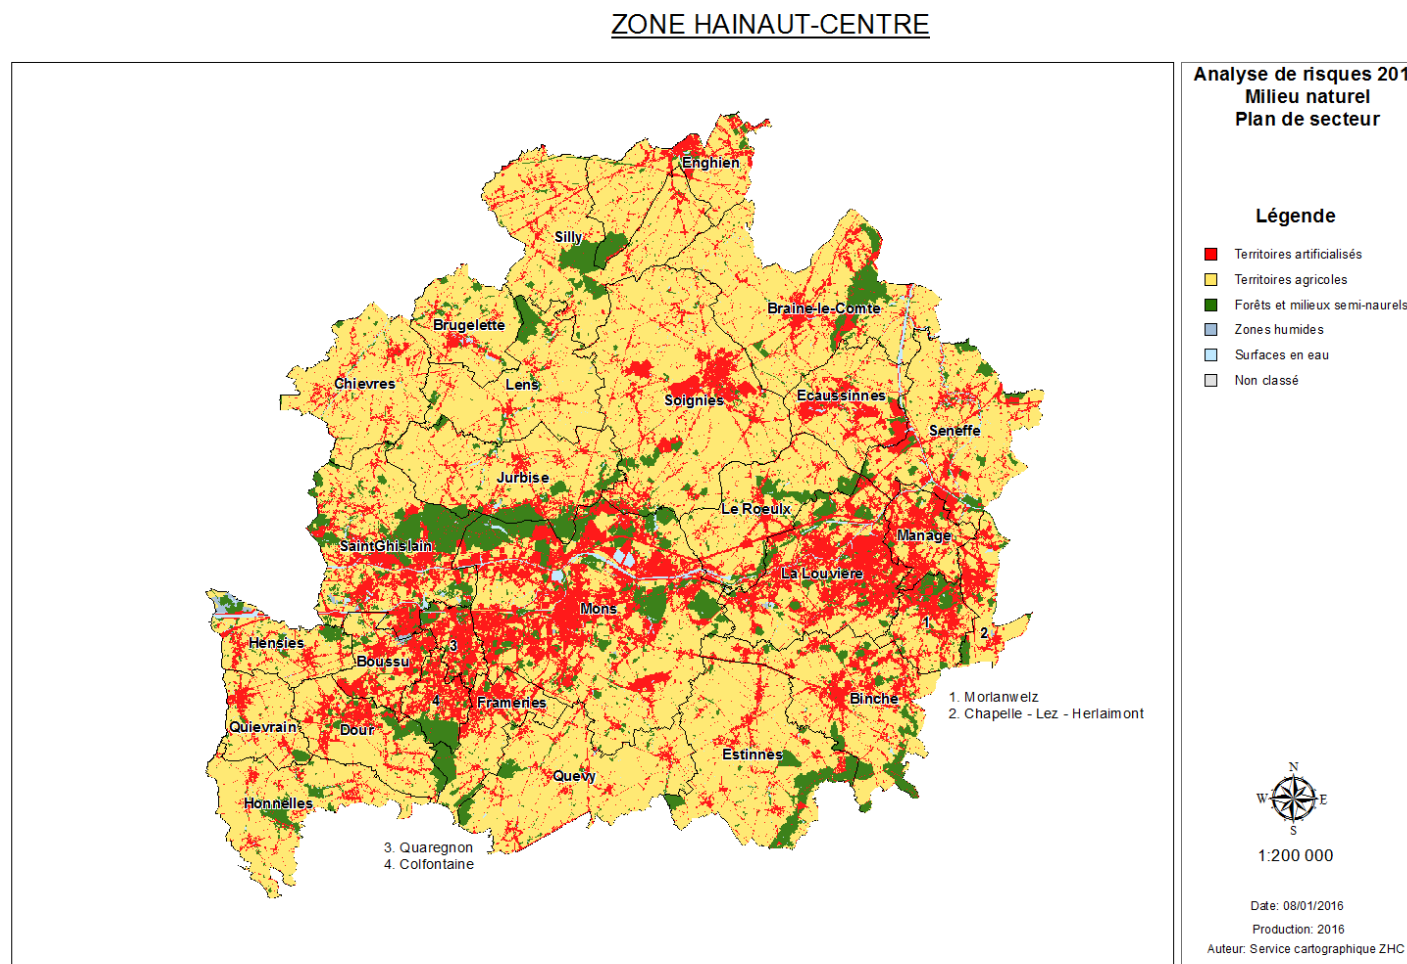 ZONE HAINAUT-CENTRE
Analyse de risques 201
Milieu naturel
Plan de secteur
Légende
Territoires artificialisés
Territoires agricoles
Forêts et milieux semi-naurels
Zones humides
Surfaces en eau
Non classé
Enghien
Silly
Braine-le-Comte
Brugelette
Chievres
Lens
Soignies
Ecaussinnes
Seneffe
Jurbise
Le Roeulx
Manage
SaintGhislain
La Louviere
Mons
1
2
Hensies
3
Boussu
4
Frameries
Binche
1. Morlanwelz
2. Chapelle - Lez - Herlaimont
Quievrain
Dour
Estinnes
Quevy
Honnelles
3. Quaregnon
4. Colfontaine
N
W
E
S
1:200 000
Date: 08/01/2016
Production: 2016
Auteur: Service cartographique ZHC